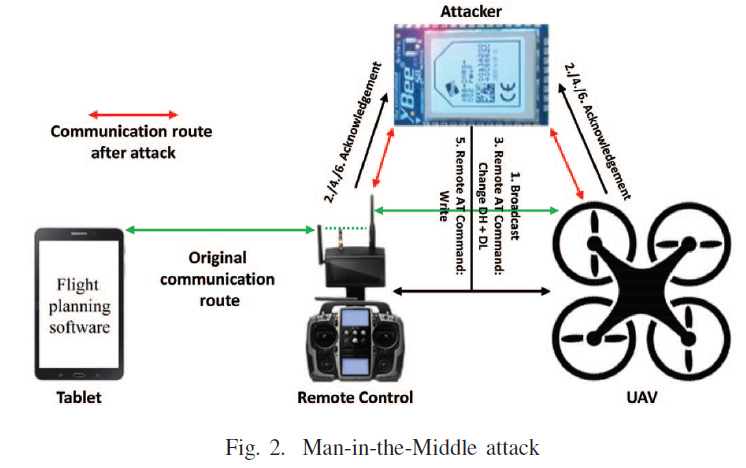 Attacker
XBee
Communication route
after attack
2./4./6. Acknowledgement
5. Remote AT Command:
Write
3. Remote AT Command:
Change DH + DL
1. Broadcast
2./4./6. Acknowledgement
Original
communication
route
SAMSUNG
Flight
planning
software
Tablet
Remote Control
UAV
Fig. 2. Man-in-the-Middle attack